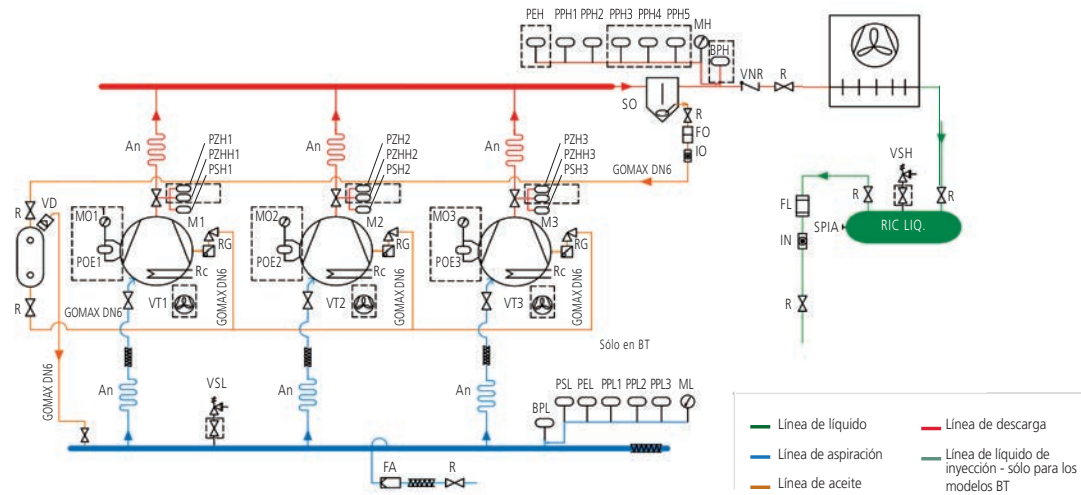 PEH PPH1 PPH2 PPH3 PPH4 PPH5 MH
BPH
VNR R
SO
R
FO
IO
GOMAX DN6
An An An
PZH1
PZHH1
PSH1
PZH2
PZHH2
PSH2
PZH3
PZHH3
PSH3
R VD
MO1 M1
MO2 M2
MO3 M3
POE1 RG
POE2 RG
POE3 RG
Rc Rc Rc
R
GOMAX DN6
VT1 VT2 VT3
GOMAX DN6
GOMAX DN6
GOMAX DN6
GOMAX DN6
An An An
VSL
Sólo en BT
PSL PEL PPL1 PPL2 PPL3 ML
BPL
FA R
VSH
R R
FL
SPIA RIC LIQ.
IN
R
Línea de líquido
Línea de aspiración
Línea de aceite
Línea de descarga
Línea de líquido de
inyección - sólo para los
modelos BT